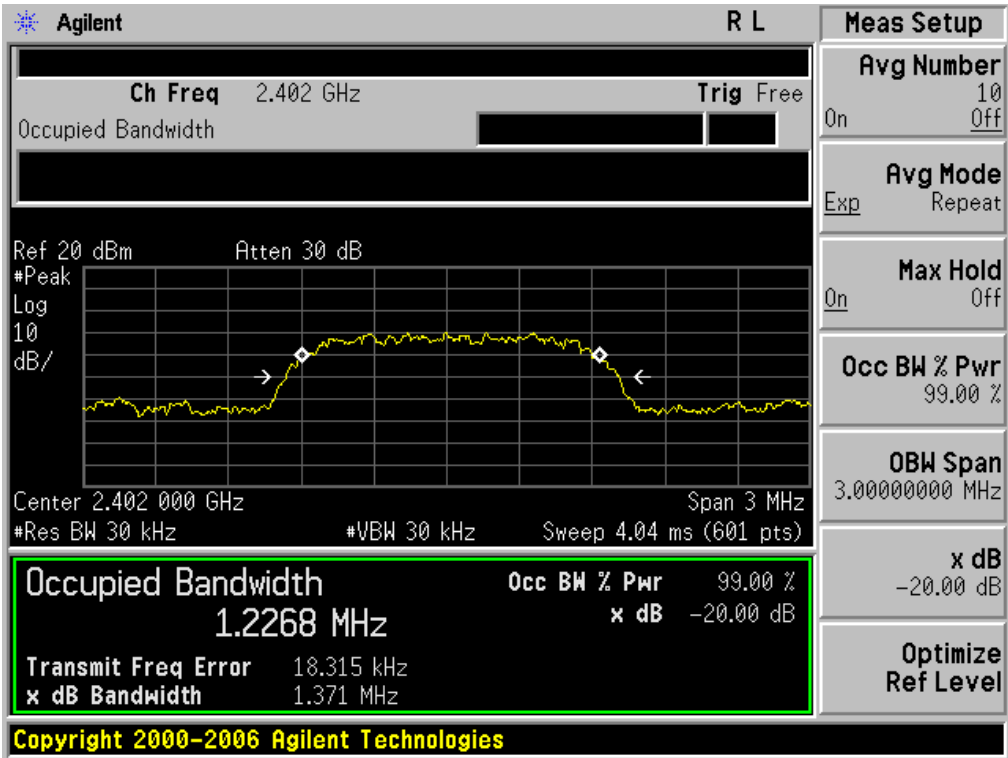 Agilent R L
Ch Freq 2.402 GHz Trig Free
Occupied Bandwidth
Ref 20 dBm Atten 30 dB
#Peak
Log
10
dB/
Center 2.402 000 GHz Span 3 MHz
#Res BW 30 kHz #VBW 30 kHz Sweep 4.04 ms (601 pts)
Occupied Bandwidth Occ BW % Pwr 99.00 %
1.2268 MHz x dB -20.00 dB
Transmit Freq Error 18.315 kHz
x dB Bandwidth 1.371 MHz
Copyright 2000-2006 Agilent Technologies
Meas Setup
Avg Number
10
On Off
Avg Mode
Exp Repeat
Max Hold
On Off
Occ BW % Pwr
99.00 %
OBW Span
3.00000000 MHz
x dB
-20.00 dB
Optimize
Ref Level